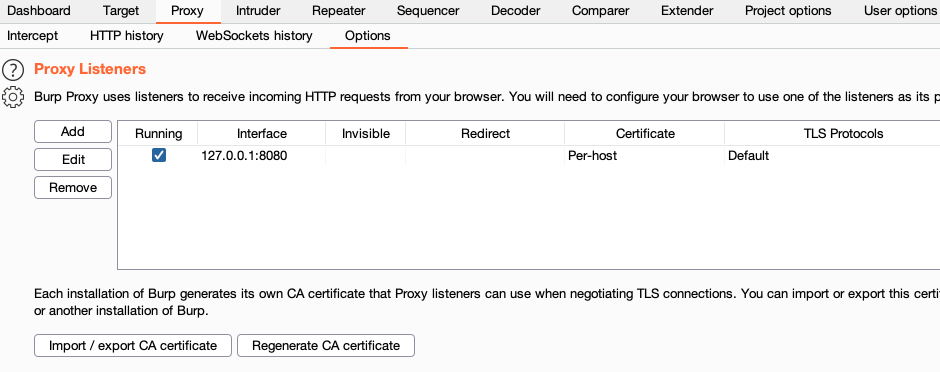 Dashboard Target Proxy Intruder Repeater Sequencer Decoder Comparer Extender Project options User options
Intercept HTTP history WebSockets history Options
? Proxy Listeners
Burp Proxy uses listeners to receive incoming HTTP requests from your browser. You will need to configure your browser to use one of the listeners as its p
Add
Edit
Remove
Running Interface Invisible Redirect Certificate TLS Protocols
127.0.0.1:8080 Per-host Default
Each installation of Burp generates its own CA certificate that Proxy listeners can use when negotiating TLS connections. You can import or export this certi
or another installation of Burp.
Import / export CA certificate Regenerate CA certificate